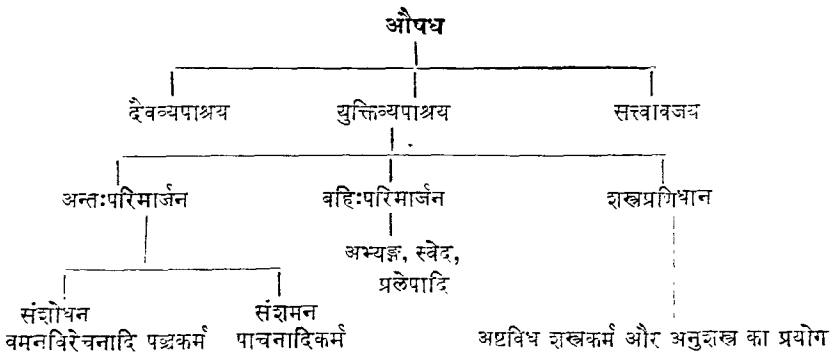 औषध
दैवव्यपाश्रय युक्तिव्यपाश्रय सत्त्वावजय
अन्तःपरिमार्जन बहिःपरिमार्जन शस्त्रप्रणिधान
अभ्यङ्ग, स्वेद,
प्रलेपादि
संशोधन संशमन
वमनविरेचनादि पञ्चकर्म पाचनादिकर्म अष्टविध शस्त्रकर्म और अनुशस्त्र का प्रयोग